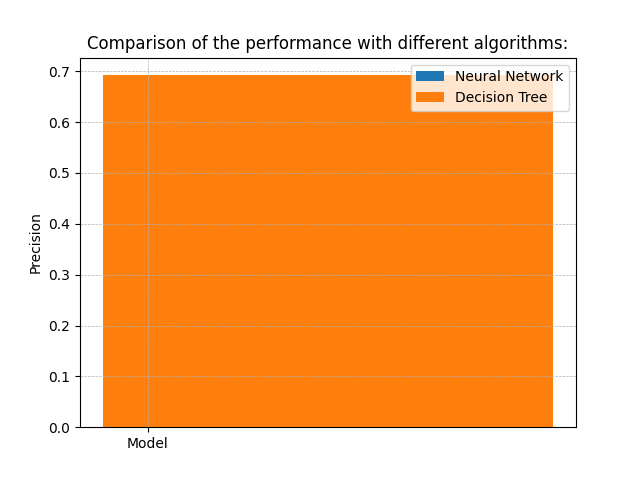 Comparison of the performance with different algorithms:
Neural Network
Decision Tree
Precision
0.7
0.6
0.5
0.4
0.3
0.2
0.1
0.0
Model